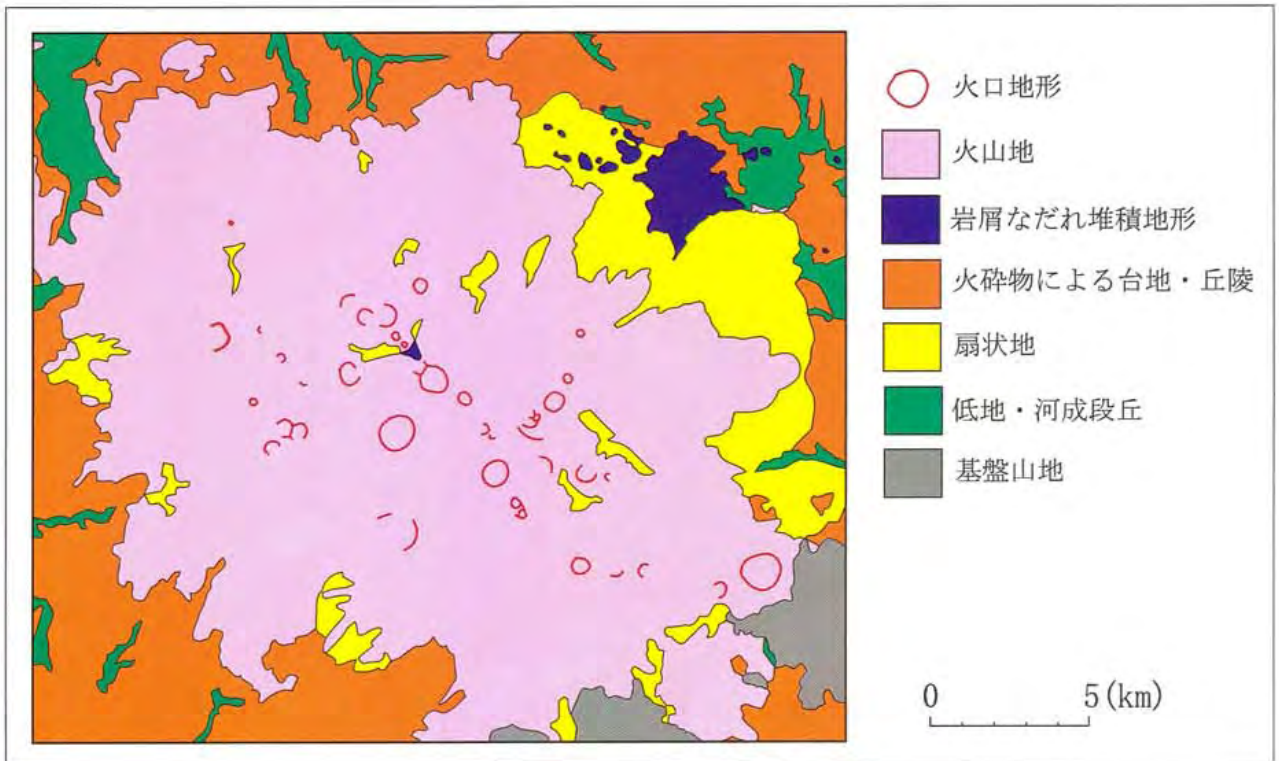 火口地形
火山地
岩屑なだれ堆積地形
火砕物による台地・丘陵
扇状地
低地・河成段丘
基盤山地
0 5(km)